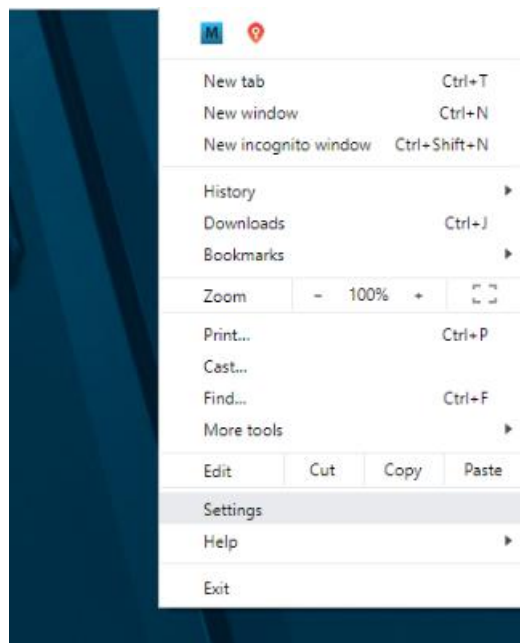 M
New tab Ctrl+T
New window Ctrl+N
New incognito window Ctrl+Shift+N
History
Downloads Ctrl+J
Bookmarks
Zoom - 100% +
Print... Ctrl+P
Cast...
Find... Ctrl+F
More tools
Edit Cut Copy Paste
Settings
Help
Exit